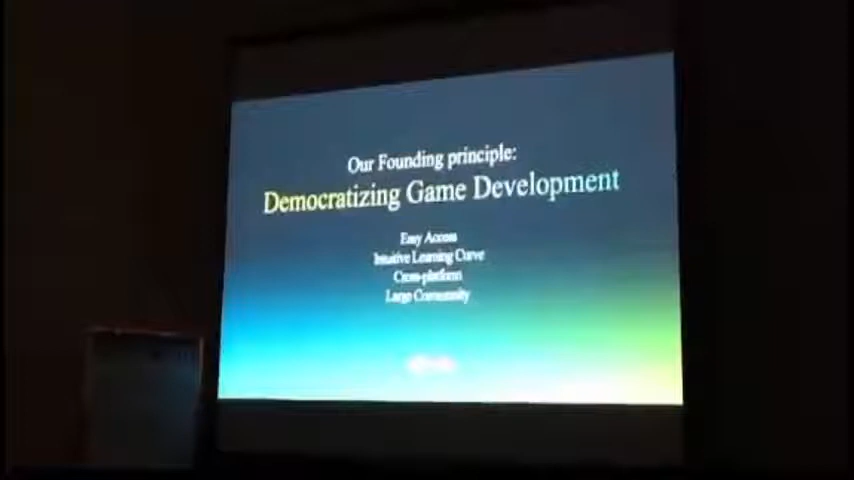 Our Founding principle:
Democratizing Game Development
Easy Access
Intuitive Learning Curve
Cross-platform
Large Community